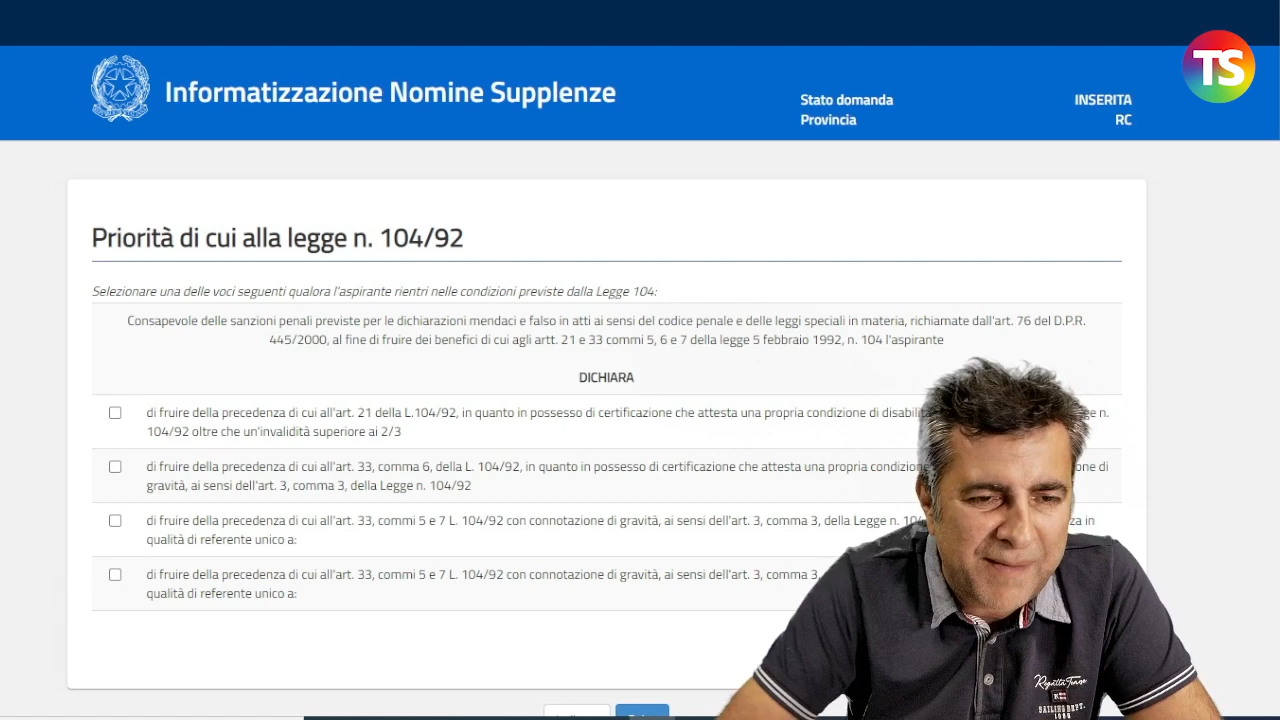 TS
Informatizzazione Nomine Supplenze
Stato domanda INSERITA
Provincia RC
Priorità di cui alla legge n. 104/92
Selezionare una delle voci seguenti qualora l'aspirante rientri nelle condizioni previste dalla Legge 104:
Consapevole delle sanzioni penali previste per le dichiarazioni mendaci e falso in atti ai sensi del codice penale e delle leggi speciali in materia, richiamate dall'art. 76 del D.P.R.
445/2000, al fine di fruire dei benefici di cui agli artt. 21 e 33 commi 5, 6 e 7 della legge 5 febbraio 1992, n. 104 l'aspirante
DICHIARA
di fruire della precedenza di cui all'art. 21 della L.104/92, in quanto in possesso di certificazione che attesta una propria condizione di n.
104/92 oltre che un'invalidità superiore ai 2/3
di fruire della precedenza di cui all'art. 33, comma 6, della L. 104/92, in quanto in possesso di certificazione che attesta una propria condizione di
gravità, ai sensi dell'art. 3, comma 3, della Legge n. 104/92
di fruire della precedenza di cui all'art. 33, commi 5 e 7 L. 104/92 con connotazione di gravità, ai sensi dell'art. 3, comma 3, della Legge n. in
qualità di referente unico a:
di fruire della precedenza di cui all'art. 33, commi 5 e 7 L. 104/92 con connotazione di gravità, ai sensi dell'art. 3, comma 3,
qualità di referente unico a:
SAILING DEPT.